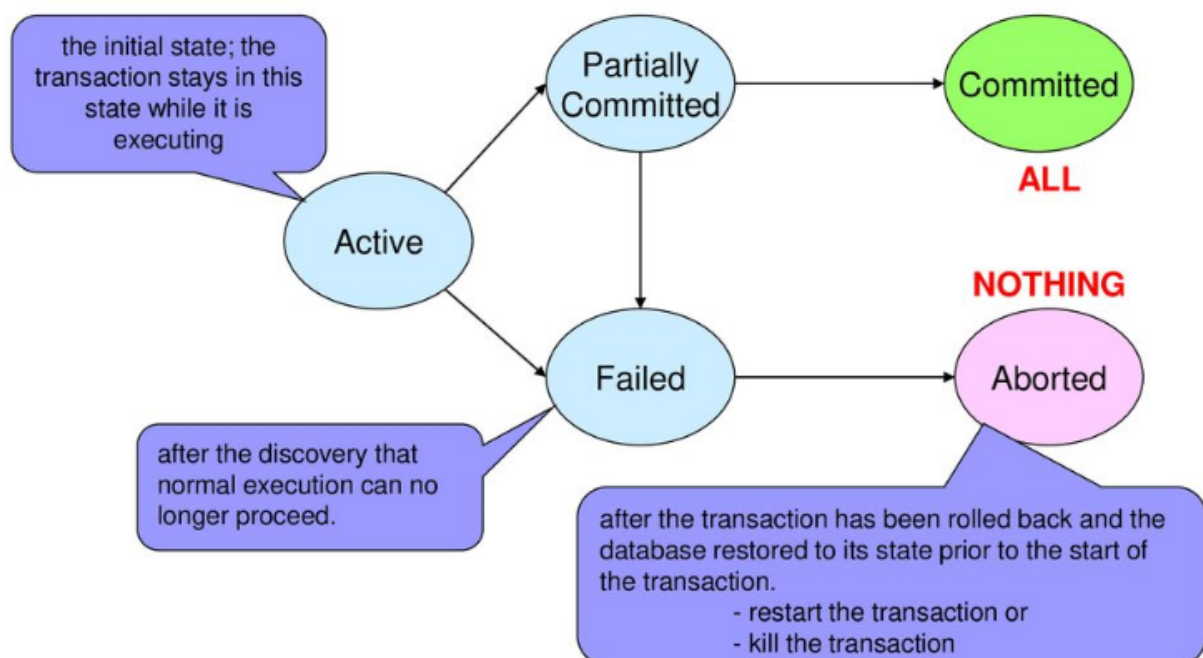 the initial state; the
transaction stays in this
state while it is
executing
Partially
Committed
Committed
ALL
Active
NOTHING
Failed
Aborted
after the discovery that
normal execution can no
longer proceed.
after the transaction has been rolled back and the
database restored to its state prior to the start of
the transaction.
- restart the transaction or
- kill the transaction